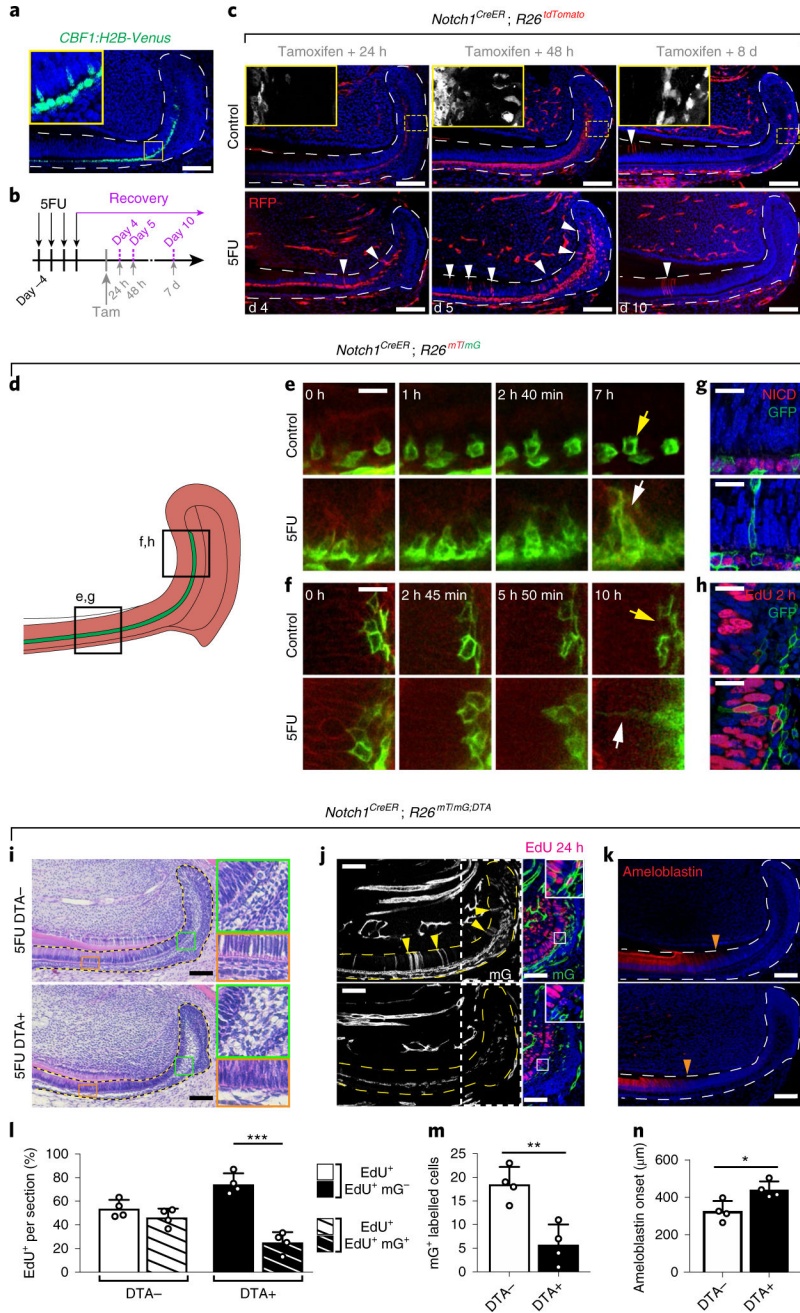 a
CBF1:H2B-Venus
b
5FU
Recovery
Day –4
Day 4
Day 5
Day 10
Tam
24 h
48 h
7 d
c
Notch1CreER; R26tdTomato
Tamoxifen + 24 h
Tamoxifen + 48 h
Tamoxifen + 8 d
Control
RFP
5FU
d 4
d 5
d 10
Notch1CreER; R26mT/mG
d
f,h
e,g
e
0 h
1 h
2 h 40 min
7 h
Control
5FU
f
0 h
2 h 45 min
5 h 50 min
10 h
Control
5FU
g
NICD
GFP
h
EdU 2 h
GFP
Notch1CreER; R26mT/mG;DTA
i
5FU DTA–
5FU DTA+
j
EdU 24 h
mG
mG
k
Ameloblastin
l
EdU+ per section (%)
100
80
60
40
20
0
***
DTA–
DTA+
EdU+
EdU+ mG–
EdU+
EdU+ mG+
m
mG+ labelled cells
25
20
15
10
5
0
**
DTA–
DTA+
n
Ameloblastin onset (μm)
800
600
400
200
0
*
DTA–
DTA+